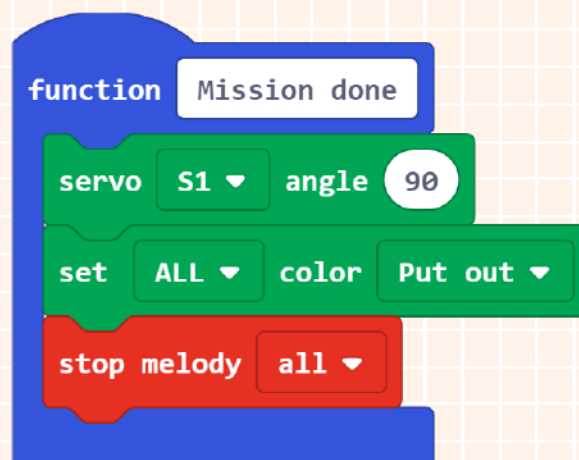 function Mission done
servo S1 angle 90
set ALL color Put out
stop melody all